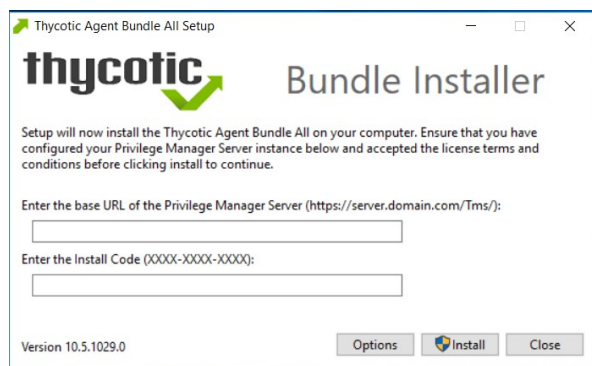 Thycotic Agent Bundle All Setup
thycotic
Bundle Installer
Setup will now install the Thycotic Agent Bundle All on your computer. Ensure that you have
configured your Privilege Manager Server instance below and accepted the license terms and
conditions before clicking install to continue.
Enter the base URL of the Privilege Manager Server (https://server.domain.com/Tms/):
Enter the Install Code (XXXX-XXXX-XXXX):
Version 10.5.1029.0
Options
Install
Close